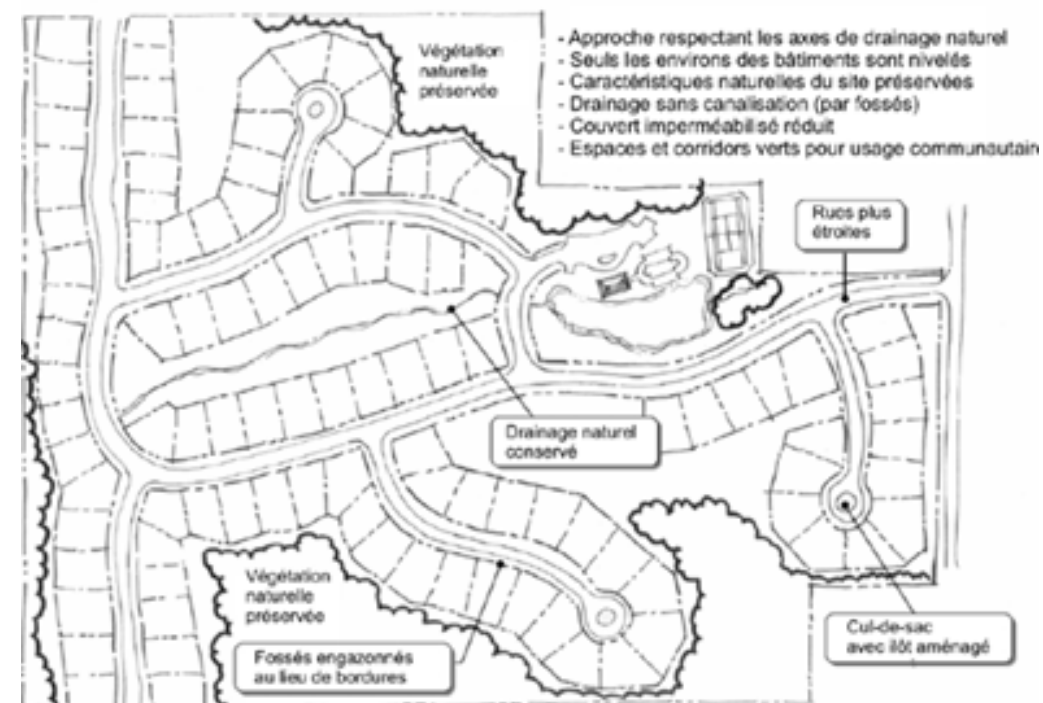 Végétation
naturelle
préservée
- Approche respectant les axes de drainage naturel
- Seuls les environs des bâtiments sont nivelés
- Caractéristiques naturelles du site préservées
- Drainage sans canalisation (par fossés)
- Couvert imperméabilisé réduit
- Espaces et corridors verts pour usage communautaire
Rues plus
étroites
Drainage naturel
conservé
Végétation
naturelle
préservée
Fossés engazonnés
au lieu de bordures
Cul-de-sac
avec îlôt aménagé